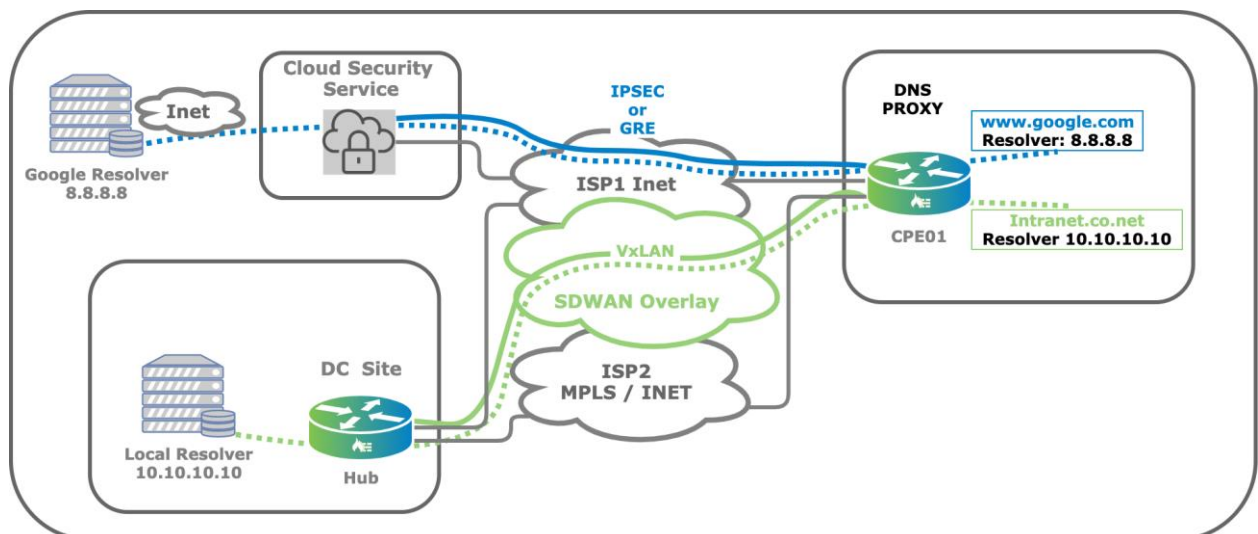 Cloud Security
Service
Inet
Google Resolver
8.8.8.8
IPSEC
or
GRE
ISP1 Inet
VxLAN
SDWAN Overlay
ISP2
MPLS / INET
DNS
PROXY
www.google.com
Resolver: 8.8.8.8
Intranet.co.net
Resolver 10.10.10.10
CPE01
DC Site
Local Resolver
10.10.10.10
Hub